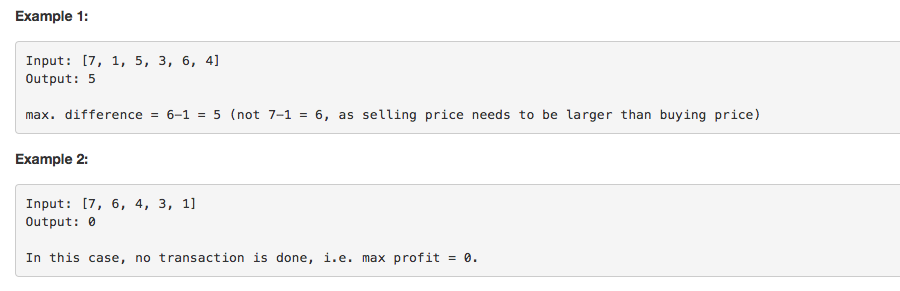 Example 1:
Input: [7, 1, 5, 3, 6, 4]
Output: 5
max. difference = 6–1 = 5 (not 7–1 = 6, as selling price needs to be larger than buying price)
Example 2:
Input: [7, 6, 4, 3, 1]
Output: 0
In this case, no transaction is done, i.e. max profit = 0.